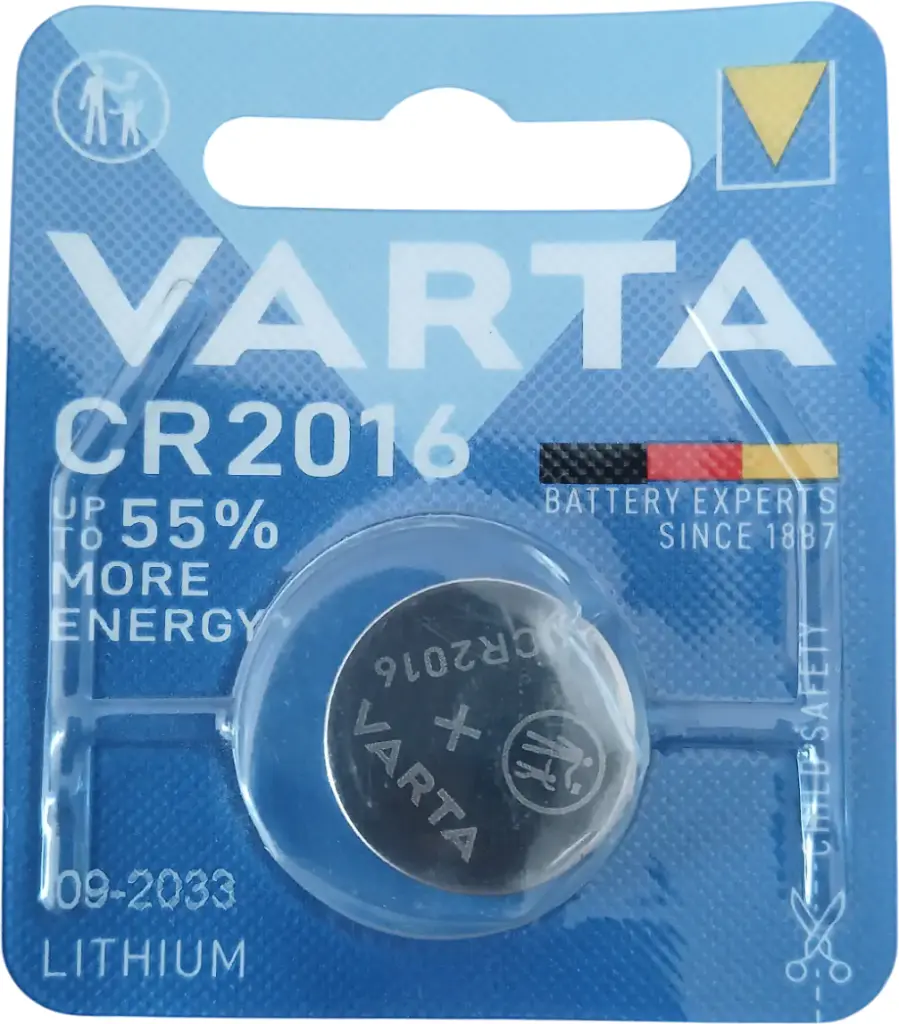 VARTA
CR2016
UP TO 55%
MORE
ENERGY
BATTERY EXPERTS
SINCE 1887
CR2016
+
VARTA
CHILD SAFETY
09-2033
LITHIUM